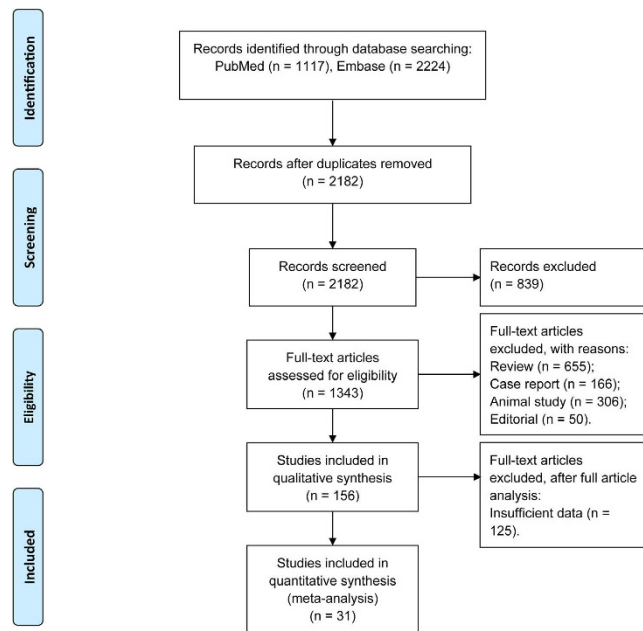 Identification
Records identified through database searching:
PubMed (n = 1117), Embase (n = 2224)
Records after duplicates removed
(n = 2182)
Screening
Records screened
(n = 2182)
Records excluded
(n = 839)
Eligibility
Full-text articles
assessed for eligibility
(n = 1343)
Full-text articles
excluded, with reasons:
Review (n = 655);
Case report (n = 166);
Animal study (n = 306);
Editorial (n = 50).
Studies included in
qualitative synthesis
(n = 156)
Full-text articles
excluded, after full article
analysis:
Insufficient data (n =
125).
Included
Studies included in
quantitative synthesis
(meta-analysis)
(n = 31)